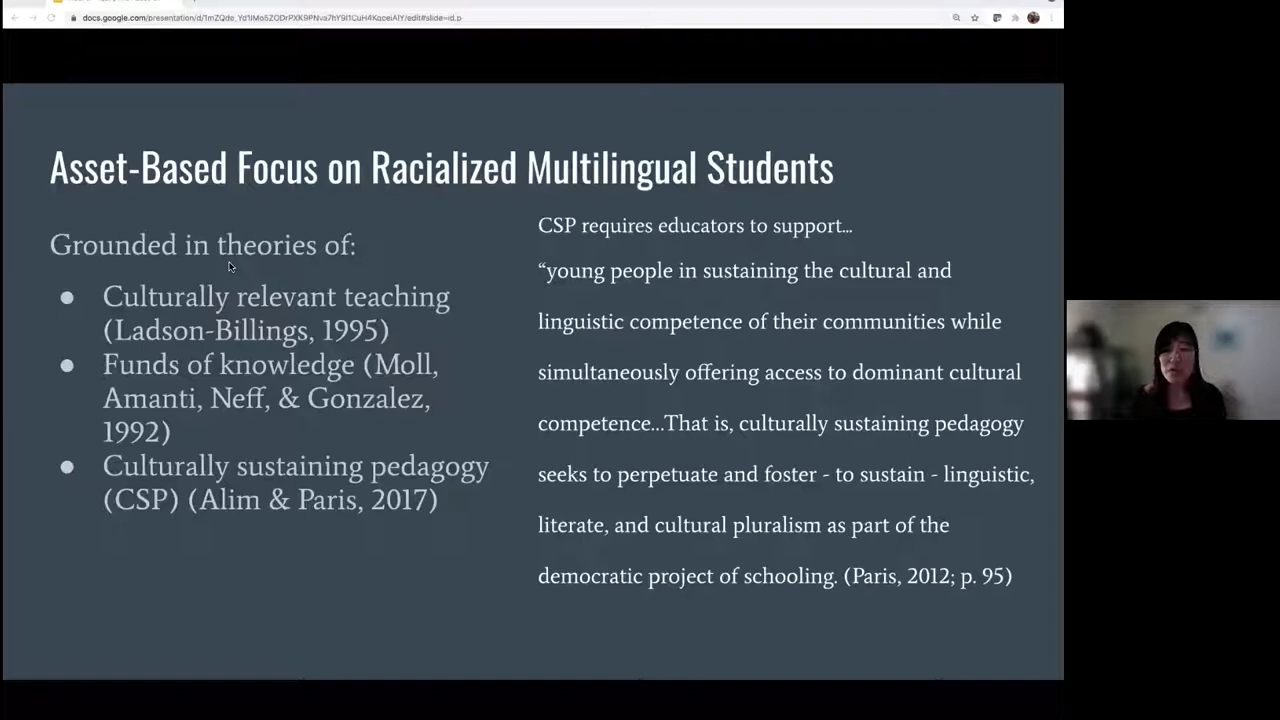 Asset-Based Focus on Racialized Multilingual Students
Grounded in theories of:
● Culturally relevant teaching
(Ladson-Billings, 1995)
● Funds of knowledge (Moll,
Amanti, Neff, & Gonzalez,
1992)
● Culturally sustaining pedagogy
(CSP) (Alim & Paris, 2017)
CSP requires educators to support...
“young people in sustaining the cultural and
linguistic competence of their communities while
simultaneously offering access to dominant cultural
competence...That is, culturally sustaining pedagogy
seeks to perpetuate and foster - to sustain - linguistic,
literate, and cultural pluralism as part of the
democratic project of schooling. (Paris, 2012; p. 95)